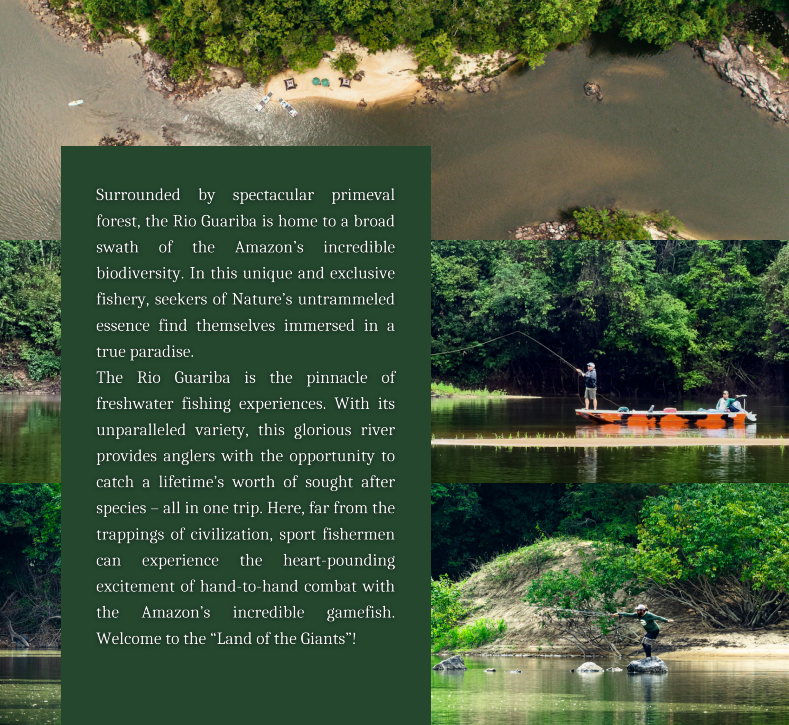 Surrounded by spectacular primeval
forest, the Rio Guariba is home to a broad
swath of the Amazon’s incredible
biodiversity. In this unique and exclusive
fishery, seekers of Nature’s untrammeled
essence find themselves immersed in a
true paradise.
The Rio Guariba is the pinnacle of
freshwater fishing experiences. With its
unparalleled variety, this glorious river
provides anglers with the opportunity to
catch a lifetime’s worth of sought after
species – all in one trip. Here, far from the
trappings of civilization, sport fishermen
can experience the heart-pounding
excitement of hand-to-hand combat with
the Amazon’s incredible gamefish.
Welcome to the “Land of the Giants”!